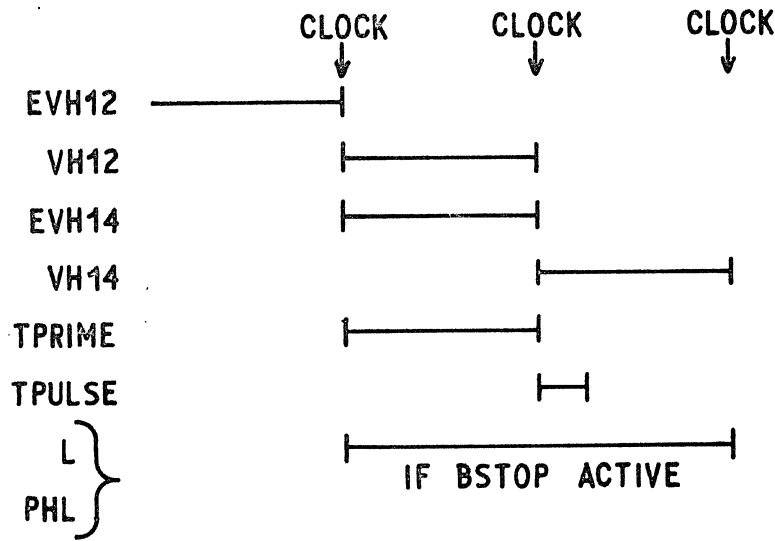 CLOCK CLOCK CLOCK
EVH12
VH12
EVH14
VH14
TPRIME
TPULSE
L
IF BSTOP ACTIVE
PHL